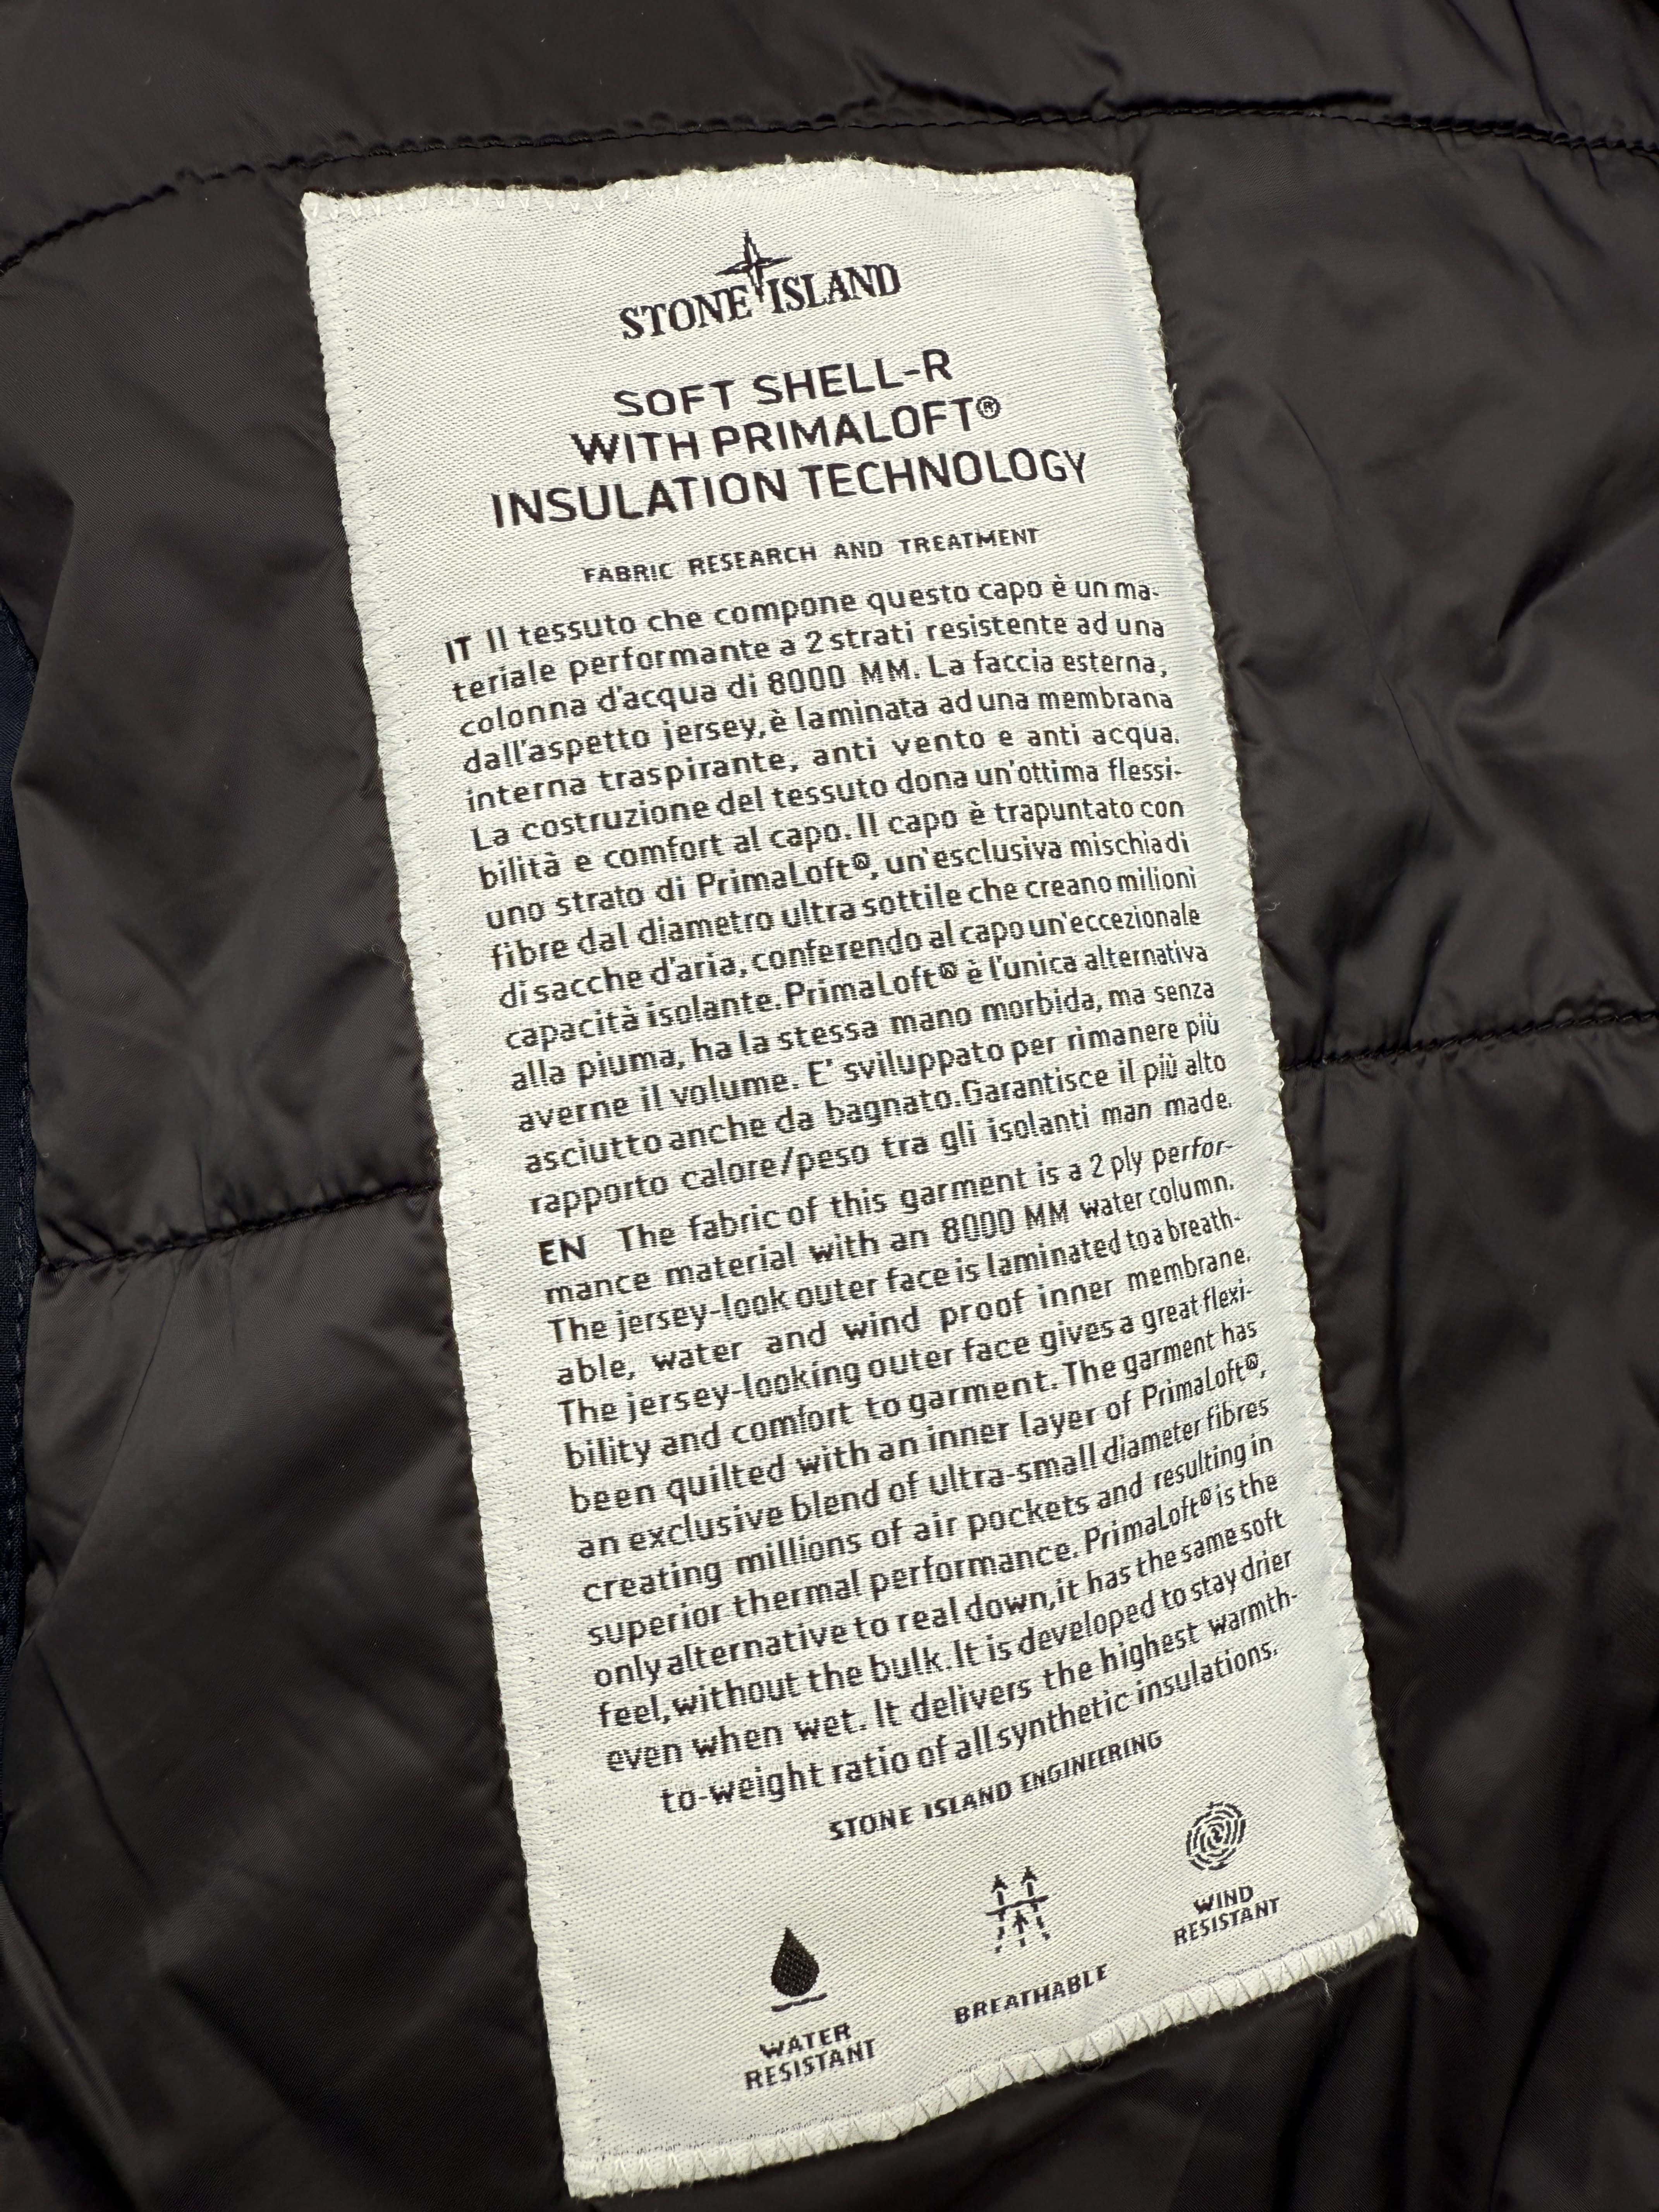 STONE ISLAND
SOFT SHELL-R
WITH PRIMALOFT®
INSULATION TECHNOLOGY
FABRIC RESEARCH AND TREATMENT
IT Il tessuto che compone questo capo è un ma-
teriale performante a 2 strati resistente ad una
colonna d'acqua di 8000 MM. La faccia esterna,
dall'aspetto jersey, è laminata ad una membrana
interna traspirante, anti vento e anti acqua.
La costruzione del tessuto dona un'ottima flessi-
bilità e comfort al capo. Il capo è trapuntato con
uno strato di PrimaLoft®, un'esclusiva mischia di
fibre dal diametro ultra sottile che creano milioni
di sacche d'aria, conferendo al capo un'eccezionale
capacità isolante. PrimaLoft® è l'unica alternativa
alla piuma, ha la stessa mano morbida, ma senza
averne il volume. E' sviluppato per rimanere più
asciutto anche da bagnato. Garantisce il più alto
rapporto calore/peso tra gli isolanti man made.
EN The fabric of this garment is a 2 ply perfor-
mance material with an 8000 MM water column.
The jersey-look outer face is laminated to a breath-
able, water and wind proof inner membrane.
The jersey-looking outer face gives a great flexi-
bility and comfort to garment. The garment has
been quilted with an inner layer of PrimaLoft®,
an exclusive blend of ultra-small diameter fibres
creating millions of air pockets and resulting in
superior thermal performance. PrimaLoft® is the
only alternative to real down, it has the same soft
feel, without the bulk. It is developed to stay drier
even when wet. It delivers the highest warmth-
to-weight ratio of all synthetic insulations.
STONE ISLAND ENGINEERING
WATER
RESISTANT
BREATHABLE
WIND
RESISTANT